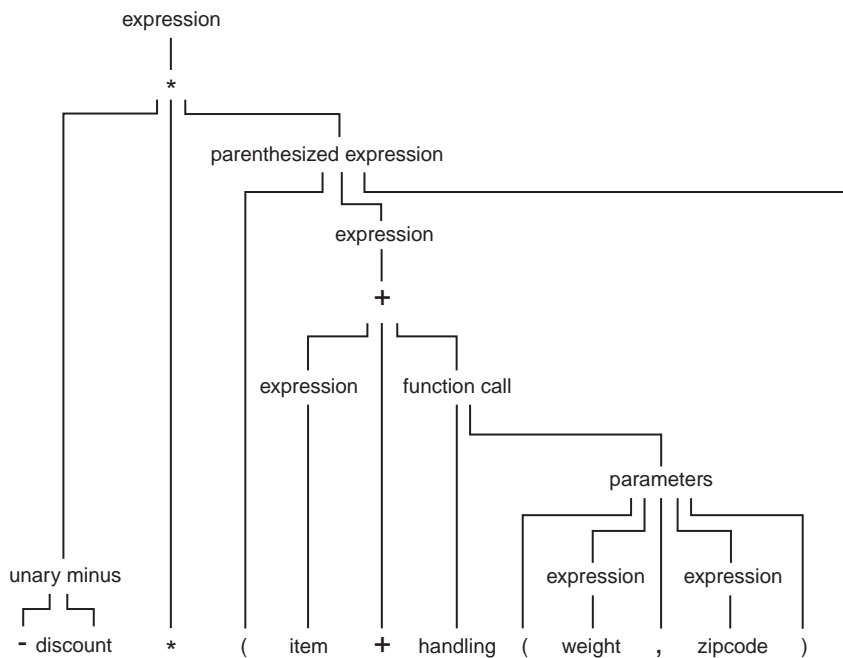 expression
*
parenthesized expression
expression
+
expression function call
parameters
unary minus expression expression
- discount * ( item + handling ( weight , zipcode )